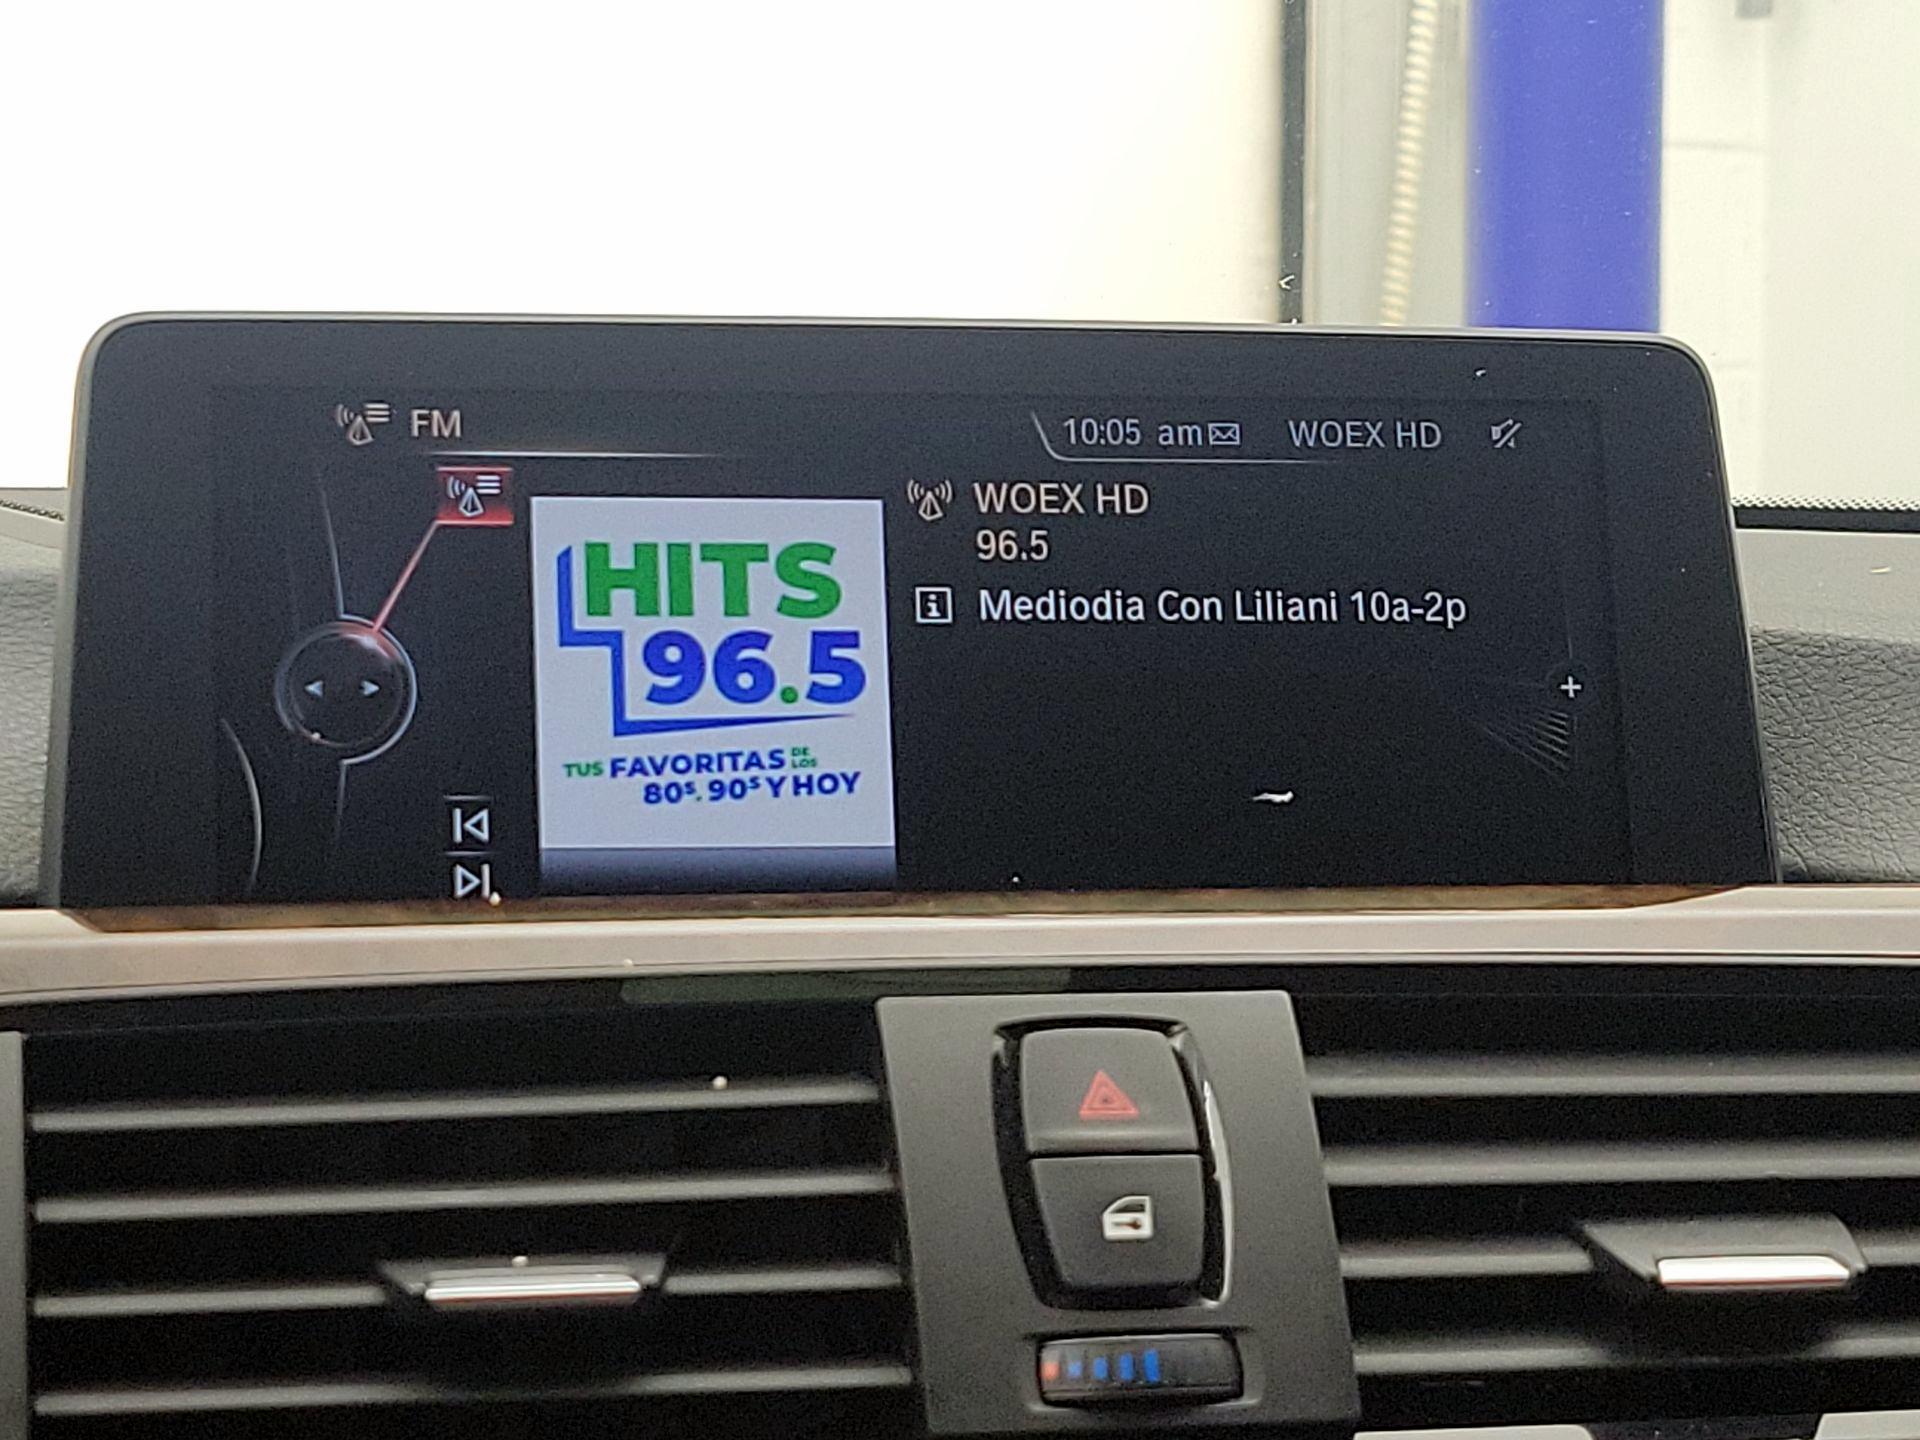 FM
10:05 am
WOEX HD
WOEX HD
96.5
Mediodia Con Liliani 10a-2p
HITS
96.5
TUS FAVORITAS DE LOS
80s, 90s Y HOY